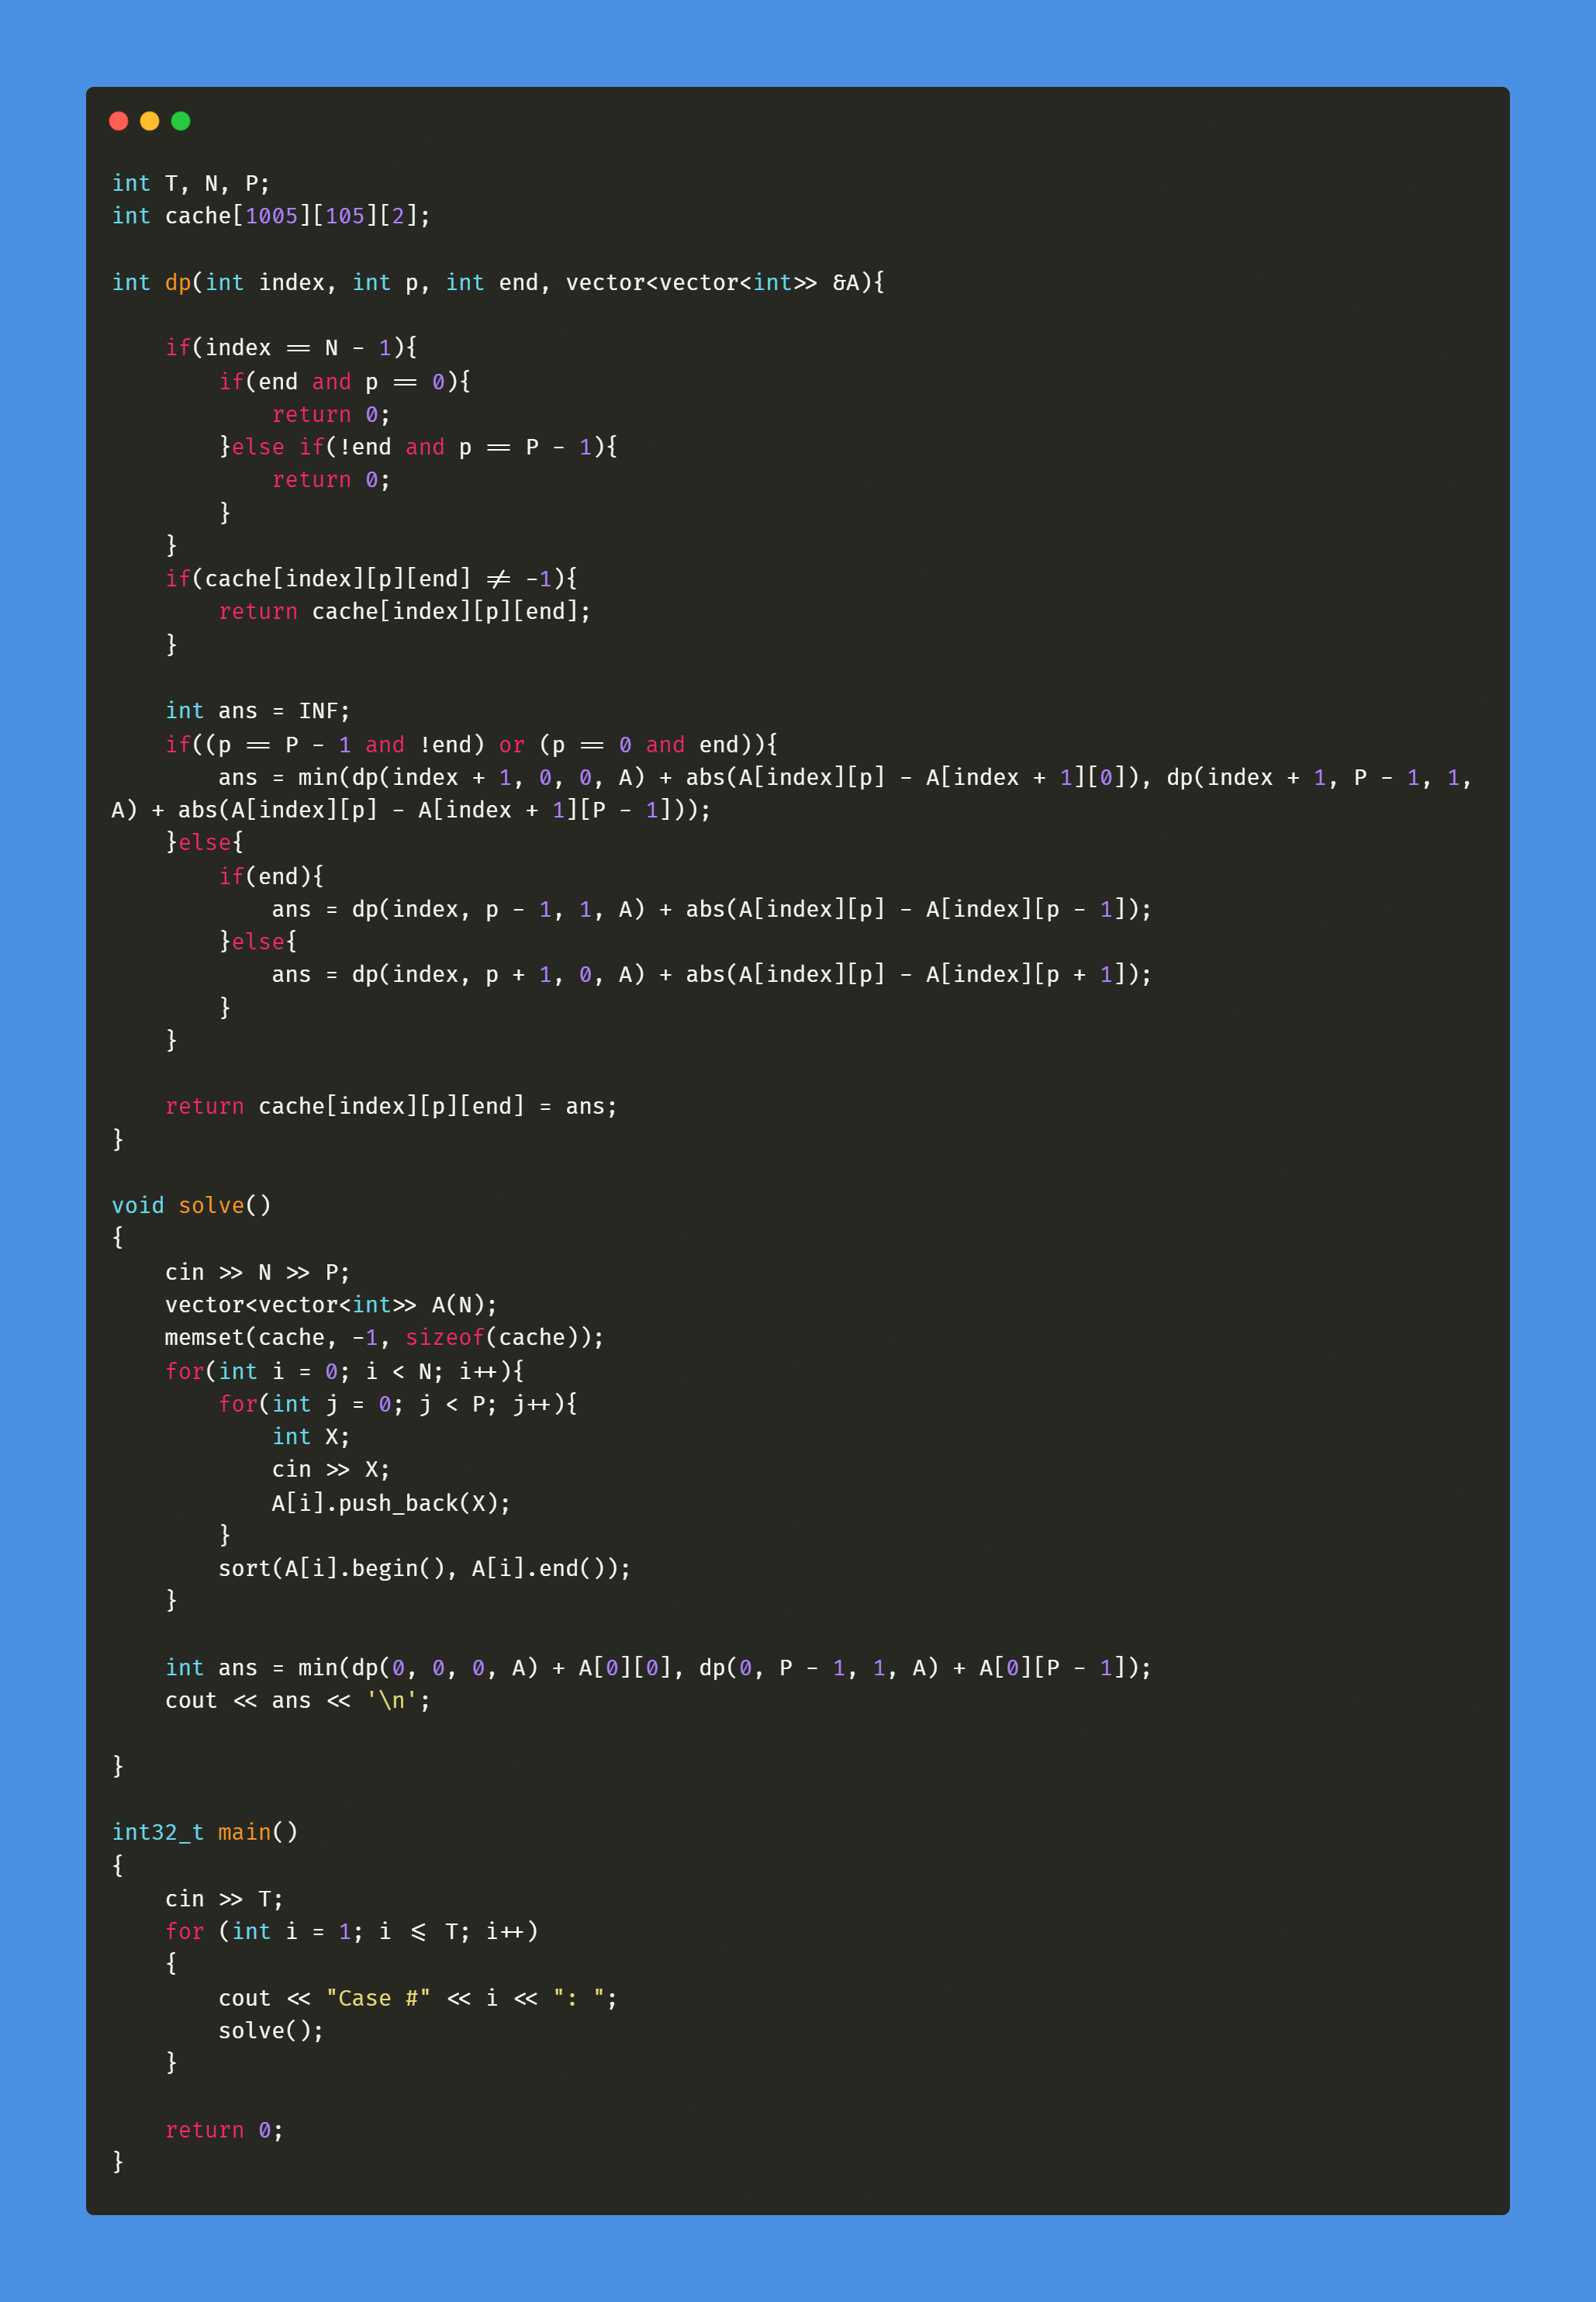 int T, N, P;
int cache[1005][105][2];

int dp(int index, int p, int end, vector<vector<int>> &A){

    if(index == N - 1){
        if(end and p == 0){
            return 0;
        }else if(!end and p == P - 1){
            return 0;
        }
    }
    if(cache[index][p][end] != -1){
        return cache[index][p][end];
    }

    int ans = INF;
    if((p == P - 1 and !end) or (p == 0 and end)){
        ans = min(dp(index + 1, 0, 0, A) + abs(A[index][p] - A[index + 1][0]), dp(index + 1, P - 1, 1,
A) + abs(A[index][p] - A[index + 1][P - 1]));
    }else{
        if(end){
            ans = dp(index, p - 1, 1, A) + abs(A[index][p] - A[index][p - 1]);
        }else{
            ans = dp(index, p + 1, 0, A) + abs(A[index][p] - A[index][p + 1]);
        }
    }

    return cache[index][p][end] = ans;
}

void solve()
{
    cin >> N >> P;
    vector<vector<int>> A(N);
    memset(cache, -1, sizeof(cache));
    for(int i = 0; i < N; i++){
        for(int j = 0; j < P; j++){
            int X;
            cin >> X;
            A[i].push_back(X);
        }
        sort(A[i].begin(), A[i].end());
    }

    int ans = min(dp(0, 0, 0, A) + A[0][0], dp(0, P - 1, 1, A) + A[0][P - 1]);
    cout << ans << '\n';

}

int32_t main()
{
    cin >> T;
    for (int i = 1; i <= T; i++)
    {
        cout << "Case #" << i << ": ";
        solve();
    }

    return 0;
}